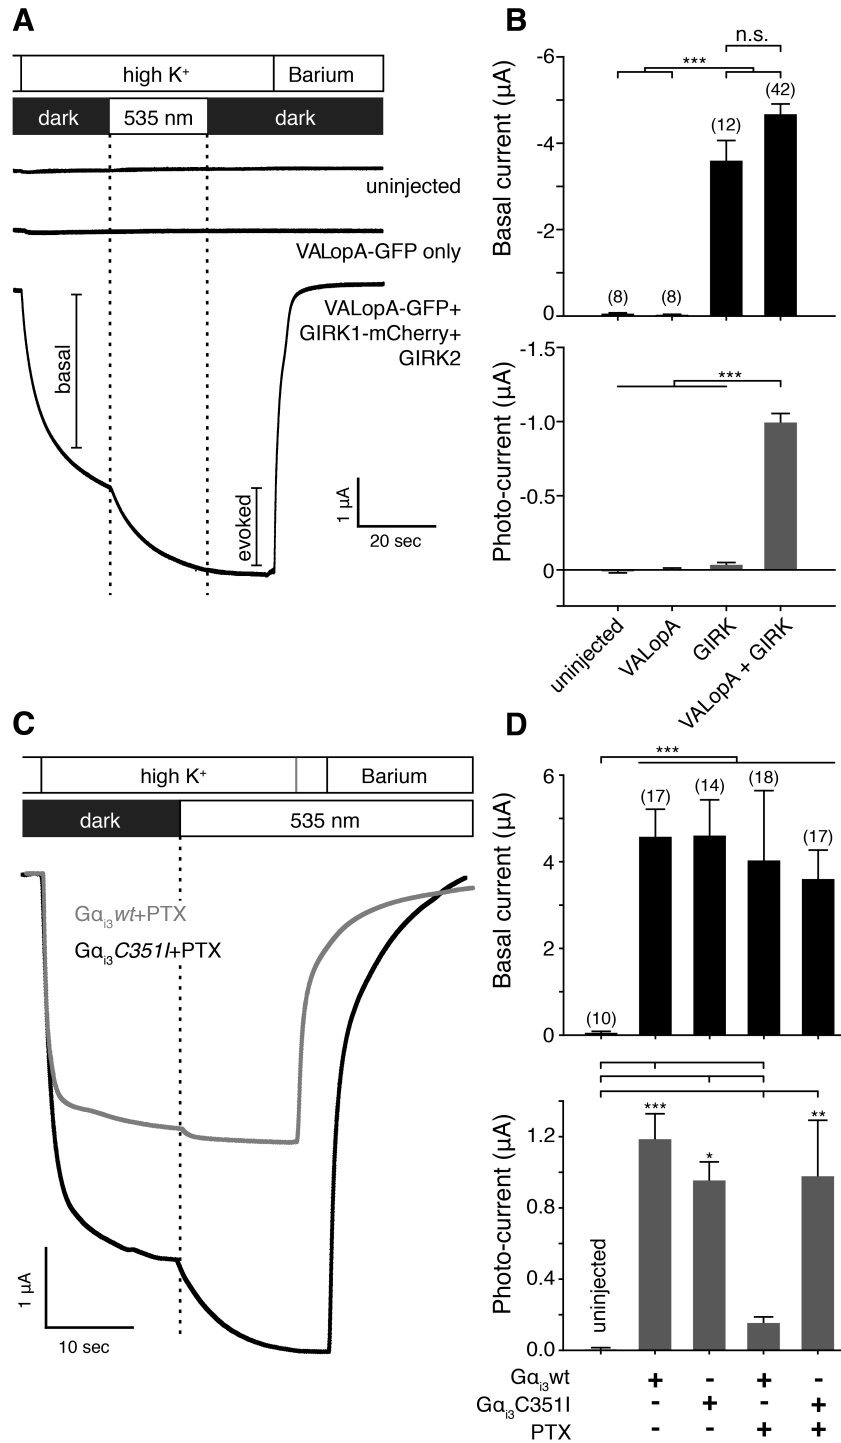 A
high K⁺ Barium
dark 535 nm dark
uninjected
VALopA-GFP only
VALopA-GFP+
GIRK1-mCherry+
GIRK2
basal
evoked
1 µA
20 sec
B
n.s.
***
-6
-4
-2
0
Basal current (µA)
(8) (8) (12) (42)
***
-1.5
-1.0
-0.5
0
Photo-current (µA)
uninjected
VALopA
GIRK
VALopA + GIRK
C
high K⁺ Barium
dark 535 nm
Gαi3wt+PTX
Gαi3C351I+PTX
1 µA
10 sec
D
***
6
4
2
0
Basal current (µA)
(10) (17) (14) (18) (17)
*** * **
1.2
0.8
0.4
0.0
Photo-current (µA)
uninjected
Gαi3wt + - + -
Gαi3C351I - + - +
PTX - - + +